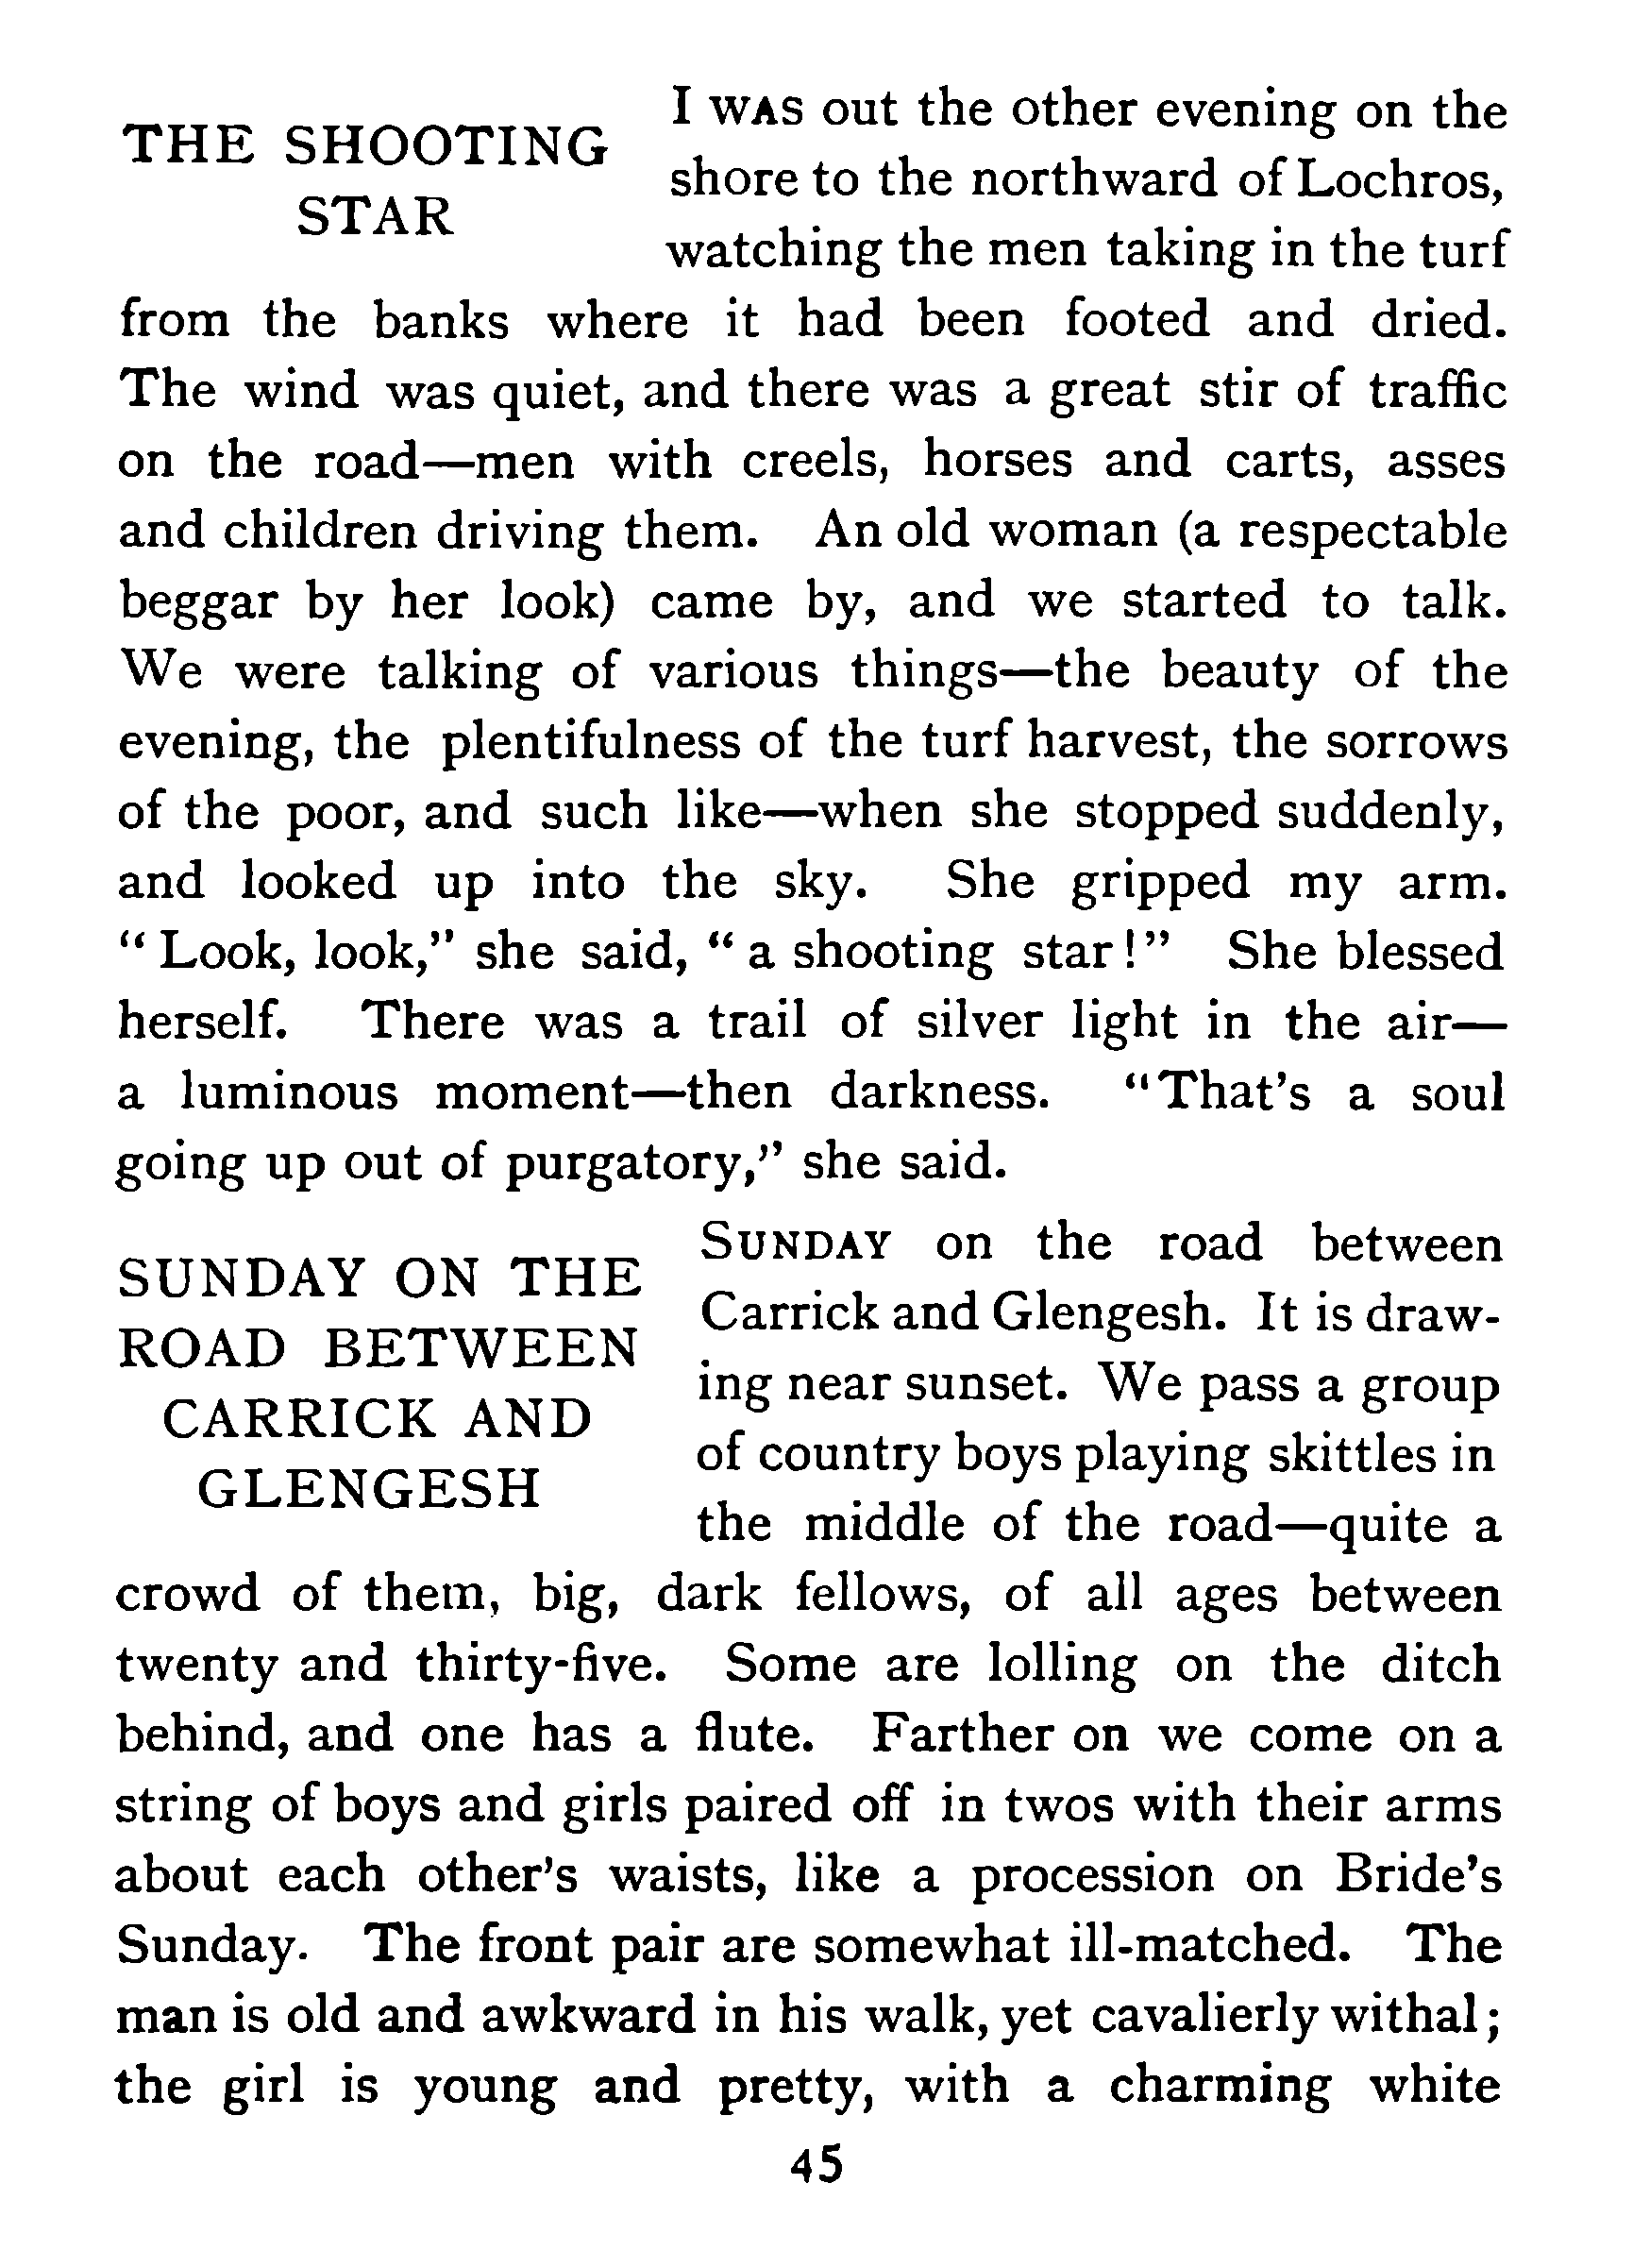 THE SHOOTING
STAR
I WAS out the other evening on the
shore to the northward of Lochros,
watching the men taking in the turf
from the banks where it had been footed and dried.
The wind was quiet, and there was a great stir of traffic
on the road—men with creels, horses and carts, asses
and children driving them. An old woman (a respectable
beggar by her look) came by, and we started to talk.
We were talking of various things—the beauty of the
evening, the plentifulness of the turf harvest, the sorrows
of the poor, and such like—when she stopped suddenly,
and looked up into the sky. She gripped my arm.
“ Look, look,” she said, “ a shooting star ! ” She blessed
herself. There was a trail of silver light in the air—
a luminous moment—then darkness. “That’s a soul
going up out of purgatory,” she said.
SUNDAY ON THE
ROAD BETWEEN
CARRICK AND
GLENGESH
SUNDAY on the road between
Carrick and Glengesh. It is draw-
ing near sunset. We pass a group
of country boys playing skittles in
the middle of the road—quite a
crowd of them, big, dark fellows, of all ages between
twenty and thirty-five. Some are lolling on the ditch
behind, and one has a flute. Farther on we come on a
string of boys and girls paired off in twos with their arms
about each other’s waists, like a procession on Bride’s
Sunday. The front pair are somewhat ill-matched. The
man is old and awkward in his walk, yet cavalierly withal ;
the girl is young and pretty, with a charming white
45